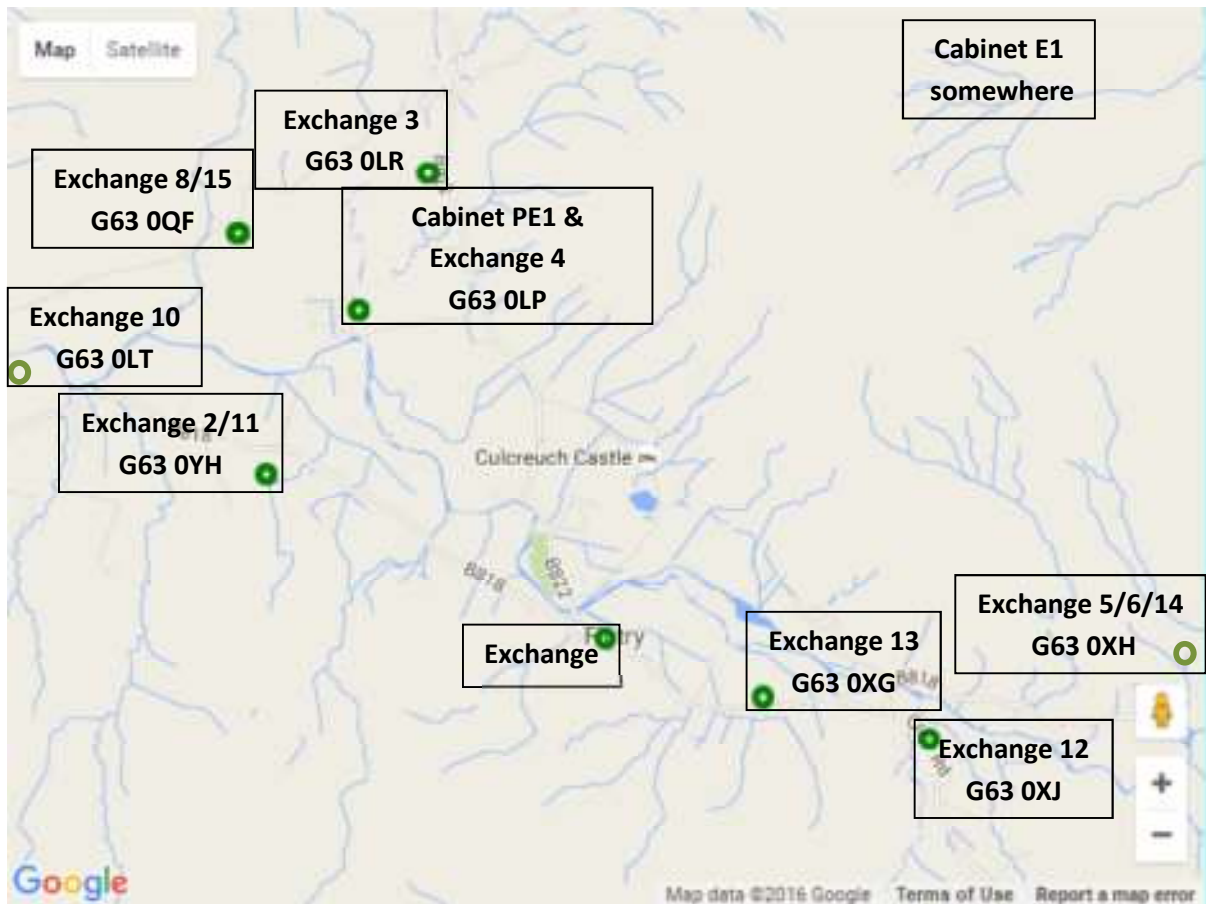 Map Satellite
Cabinet E1
somewhere
Exchange 3
G63 0LR
Exchange 8/15
G63 0QF
Cabinet PE1 &
Exchange 4
G63 0LP
Exchange 10
G63 0LT
Exchange 2/11
G63 0YH
Culcreuch Castle
B818
B822
Exchange 5/6/14
G63 0XH
Exchange
Exchange 13
G63 0XG
B818
Exchange 12
G63 0XJ
Google
Map data ©2016 Google Terms of Use Report a map error